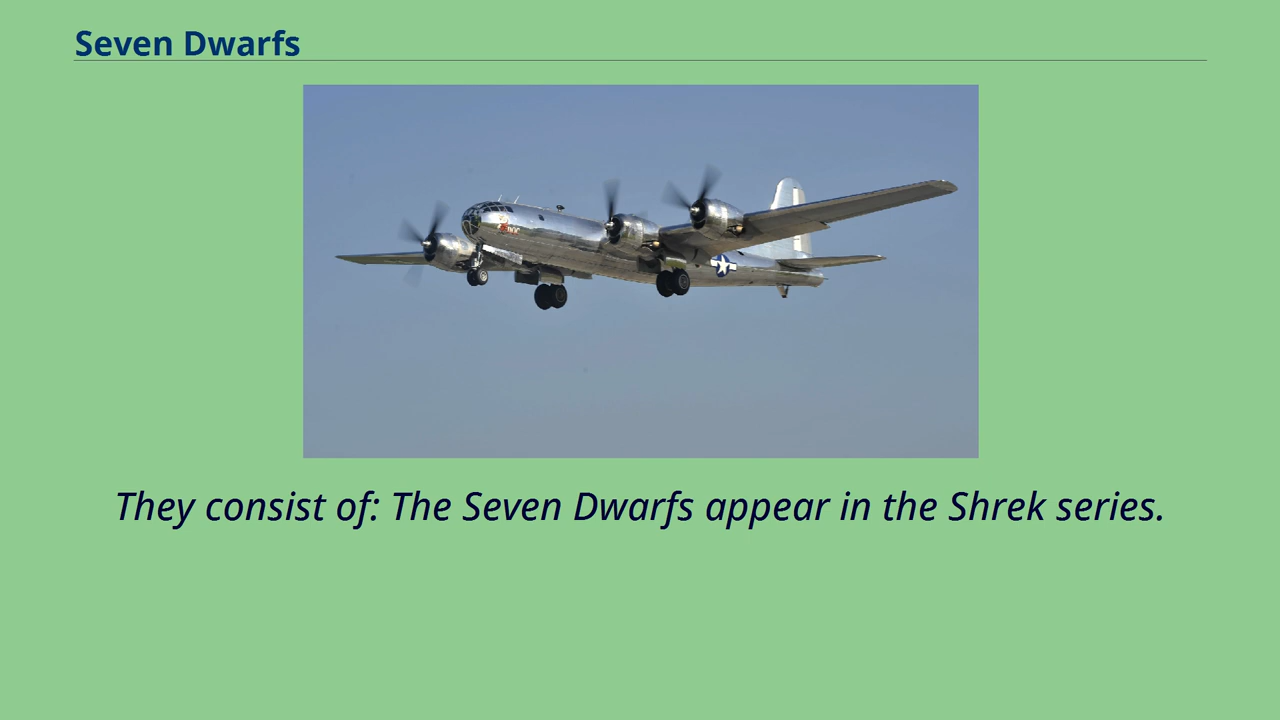 Seven Dwarfs
They consist of: The Seven Dwarfs appear in the Shrek series.